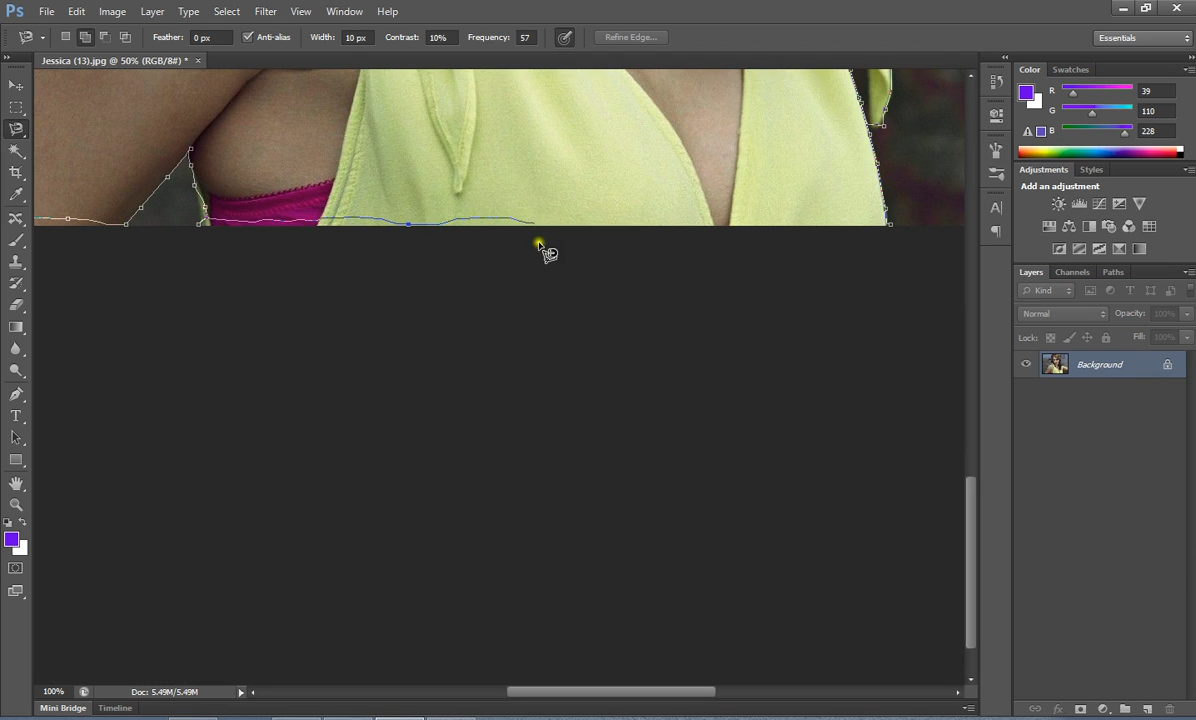 Ps File Edit Image Layer Type Select Filter View Window Help
Feather: 0 px Anti-alias Width: 10 px Contrast: 10% Frequency: 57 Refine Edge... Essentials
Jessica (13).jpg @ 50% (RGB/8#) * ×
Color Swatches
R 39
G 110
B 228
Adjustments Styles
Add an adjustment
Layers Channels Paths
Kind
Normal Opacity: 100%
Lock: Fill: 100%
Background
100% Doc: 5.49M/5.49M
Mini Bridge Timeline